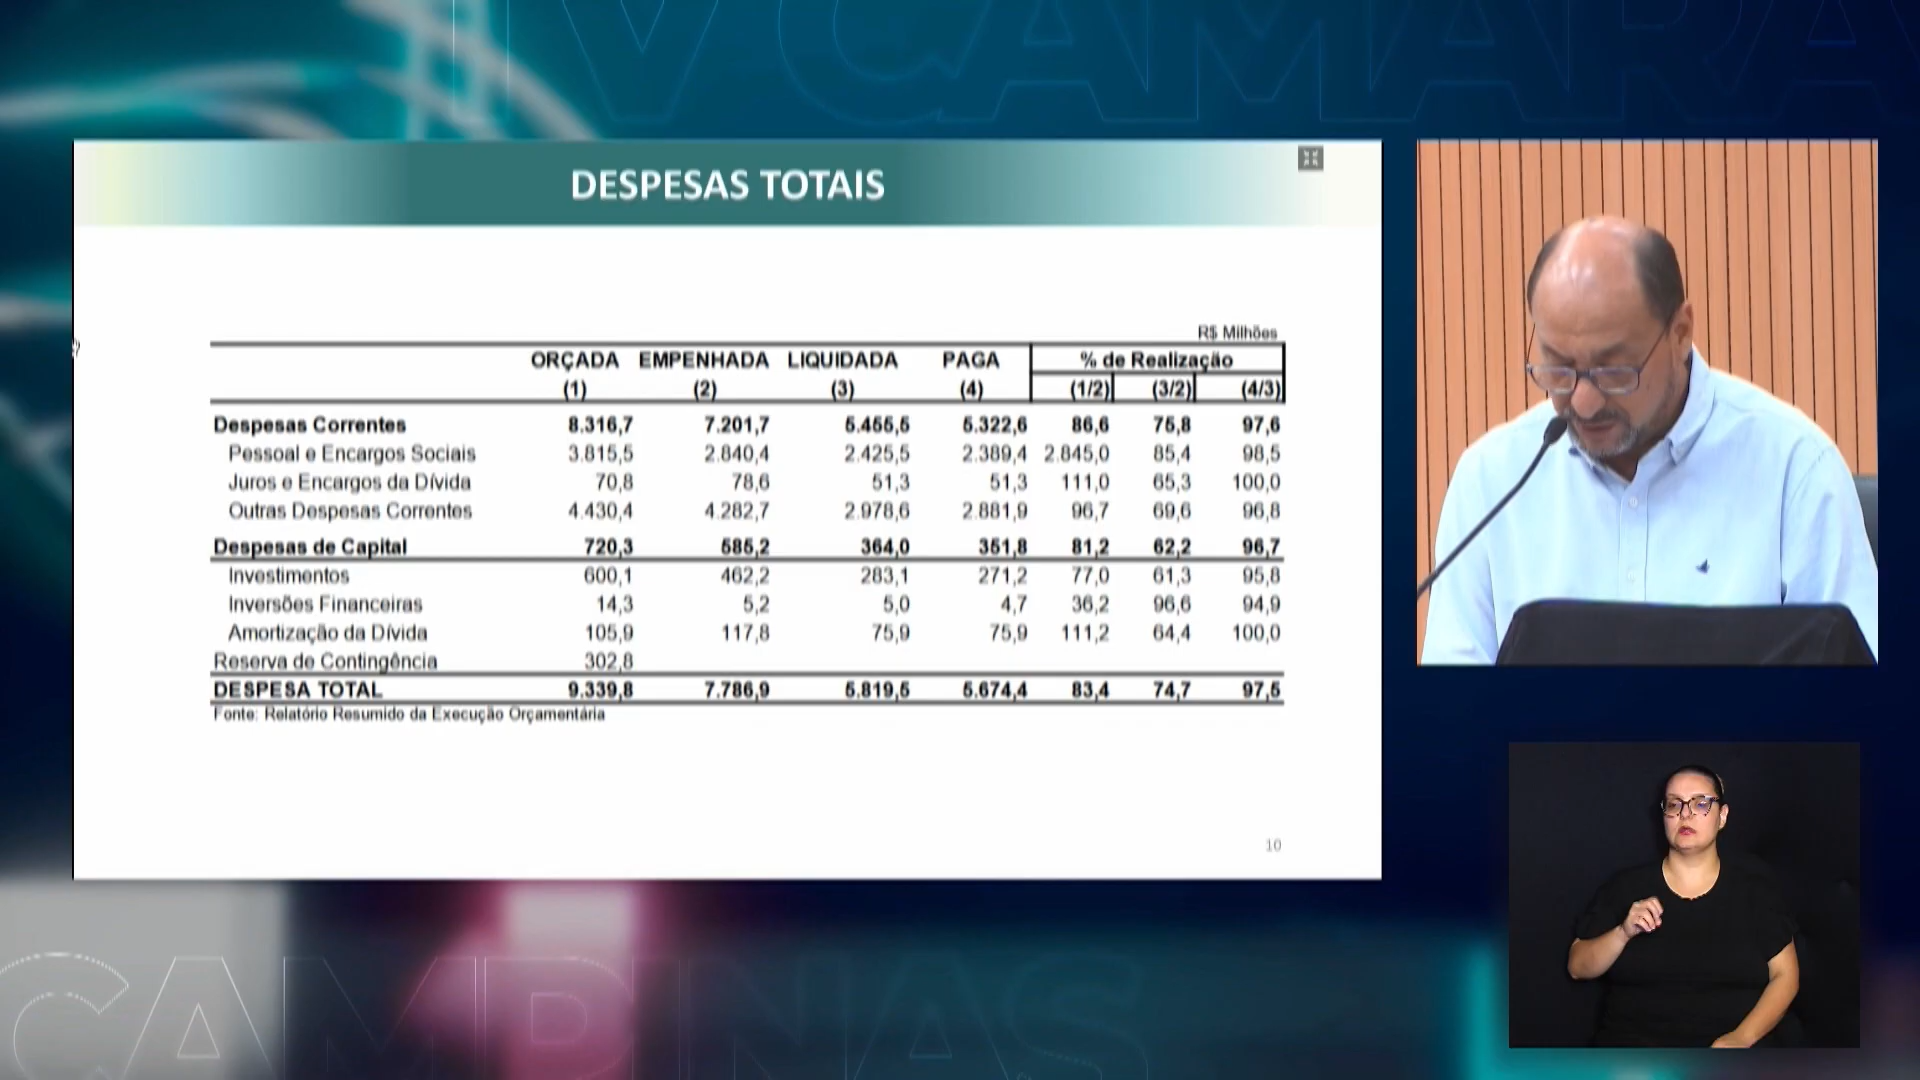 TV CAMARA
DESPESAS TOTAIS
R$ Milhões
ORÇADA EMPENHADA LIQUIDADA PAGA % de Realização
(1) (2) (3) (4) (1/2) (3/2) (4/3)
Despesas Correntes 8.316,7 7.201,7 5.455,5 5.322,6 86,6 75,8 97,6
Pessoal e Encargos Sociais 3.815,5 2.840,4 2.425,5 2.389,4 2.845,0 85,4 98,5
Juros e Encargos da Dívida 70,8 78,6 51,3 51,3 111,0 65,3 100,0
Outras Despesas Correntes 4.430,4 4.282,7 2.978,6 2.881,9 96,7 69,6 96,8
Despesas de Capital 720,3 585,2 364,0 351,8 81,2 62,2 96,7
Investimentos 600,1 462,2 283,1 271,2 77,0 61,3 95,8
Inversões Financeiras 14,3 5,2 5,0 4,7 36,2 96,6 94,9
Amortização da Dívida 105,9 117,8 75,9 75,9 111,2 64,4 100,0
Reserva de Contingência 302,8
DESPESA TOTAL 9.339,8 7.786,9 5.819,5 5.674,4 83,4 74,7 97,5
Fonte: Relatório Resumido da Execução Orçamentária
10
CAMPINAS